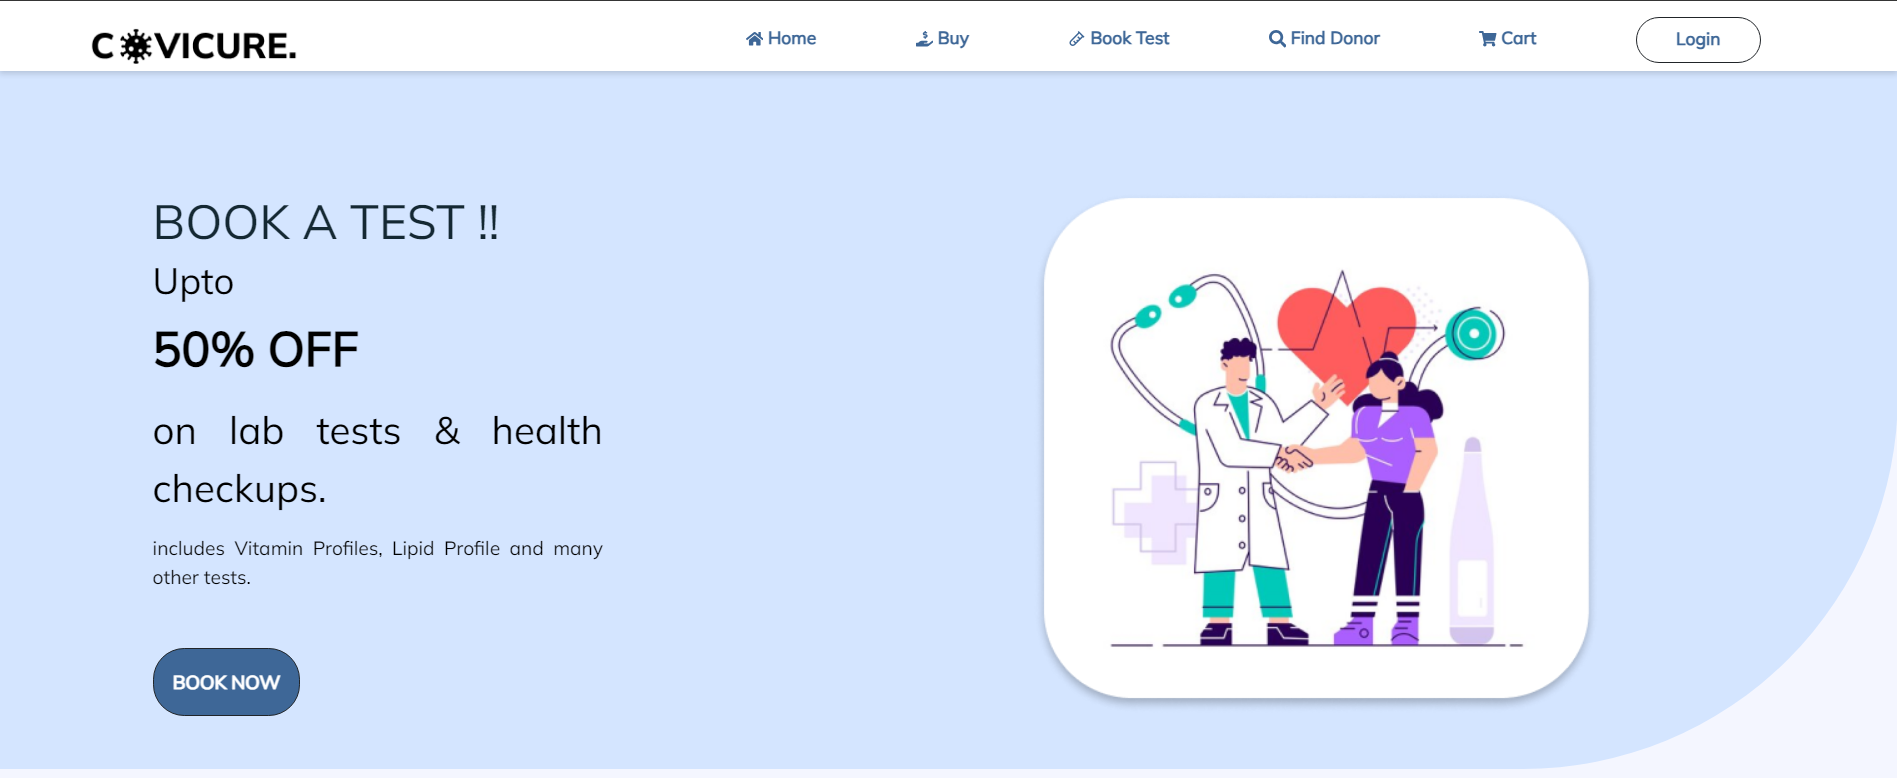 COVICURE.
Home
Buy
Book Test
Find Donor
Cart
Login
BOOK A TEST !!
Upto
50% OFF
on lab tests & health
checkups.
includes Vitamin Profiles, Lipid Profile and many
other tests.
BOOK NOW